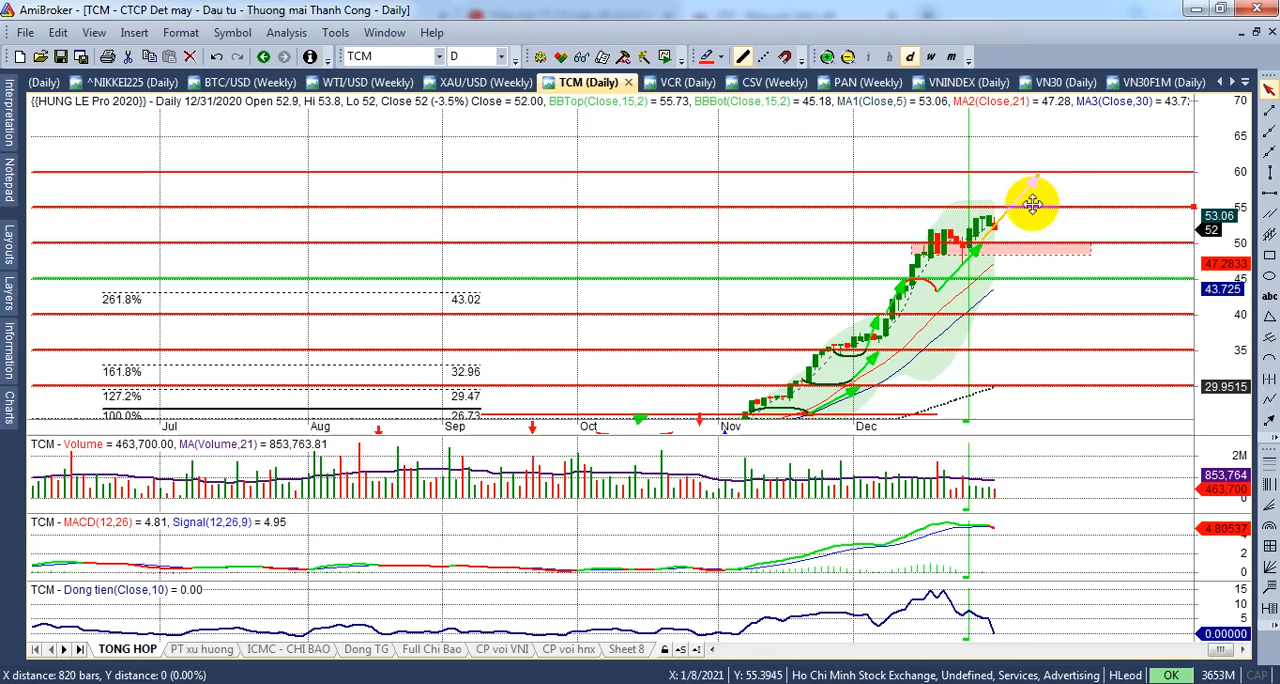 AmiBroker - [TCM - CTCP Det may - Dau tu - Thuong mai Thanh Cong - Daily]
File Edit View Insert Format Symbol Analysis Tools Window Help
TCM D abc i h d w m
(Daily) ^NIKKEI225 (Daily) BTC/USD (Weekly) WTI/USD (Weekly) XAU/USD (Weekly) TCM (Daily) VCR (Daily) CSV (Weekly) PAN (Weekly) VNINDEX (Daily) VN30 (Daily) VN30F1M (Daily)
Interpretation
Notepad
Layouts
Layers
Information
Charts
{{HUNG LE Pro 2020}} - Daily 12/31/2020 Open 52.9, Hi 53.8, Lo 52, Close 52 (-3.5%) Close = 52.00, BBTop(Close,15,2) = 55.73, BBBot(Close,15,2) = 45.18, MA1(Close,5) = 53.06, MA2(Close,21) = 47.28, MA3(Close,30) = 43.7
70
65
60
55
53.06
52
50
47.2833
45
43.725
40
35
29.9515
261.8% 43.02
161.8% 32.96
127.2% 29.47
100.0% 26.73
Jul Aug Sep Oct Nov Dec
TCM - Volume = 463,700.00, MA(Volume,21) = 853,763.81
2M
853,764
463,700
0
TCM - MACD(12,26) = 4.81, Signal(12,26,9) = 4.95
4.80537
2
0
TCM - Dong tien(Close,10) = 0.00
15
10
5
0.00000
TONG HOP PT xu huong ICMC - CHI BAO Dong TG Full Chi Bao CP voi VNI CP voi hnx Sheet 8
X distance: 820 bars, Y distance: 0 (0.00%) X: 1/8/2021 Y: 55.3945 Ho Chi Minh Stock Exchange, Undefined, Services, Advertising HLeod OK 3653M CAP